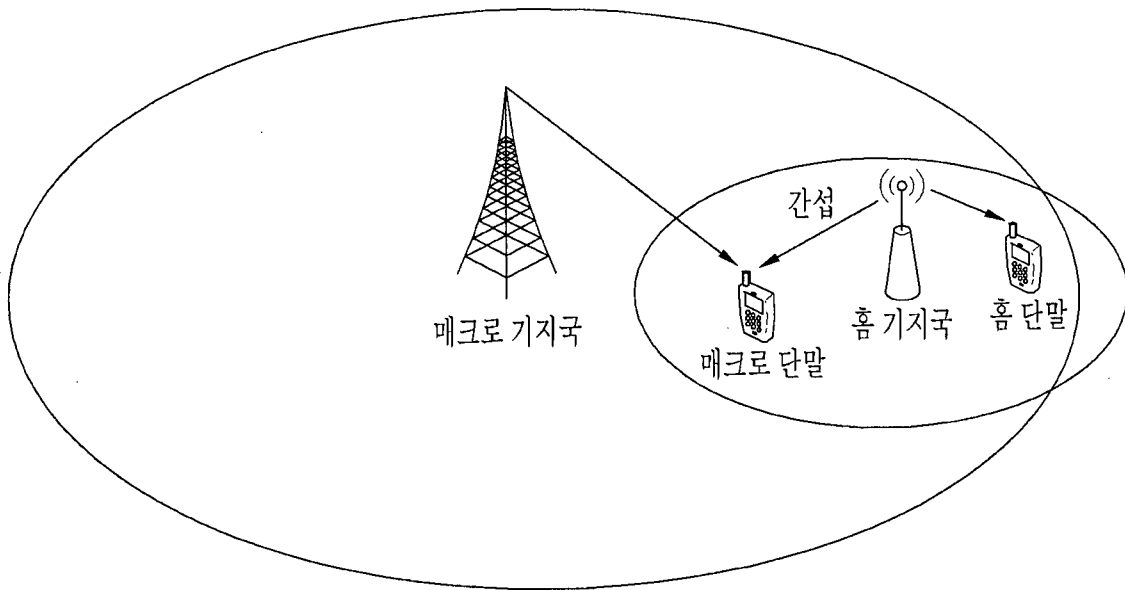 간섭
매크로 기지국
매크로 단말
홈 기지국
홈 단말